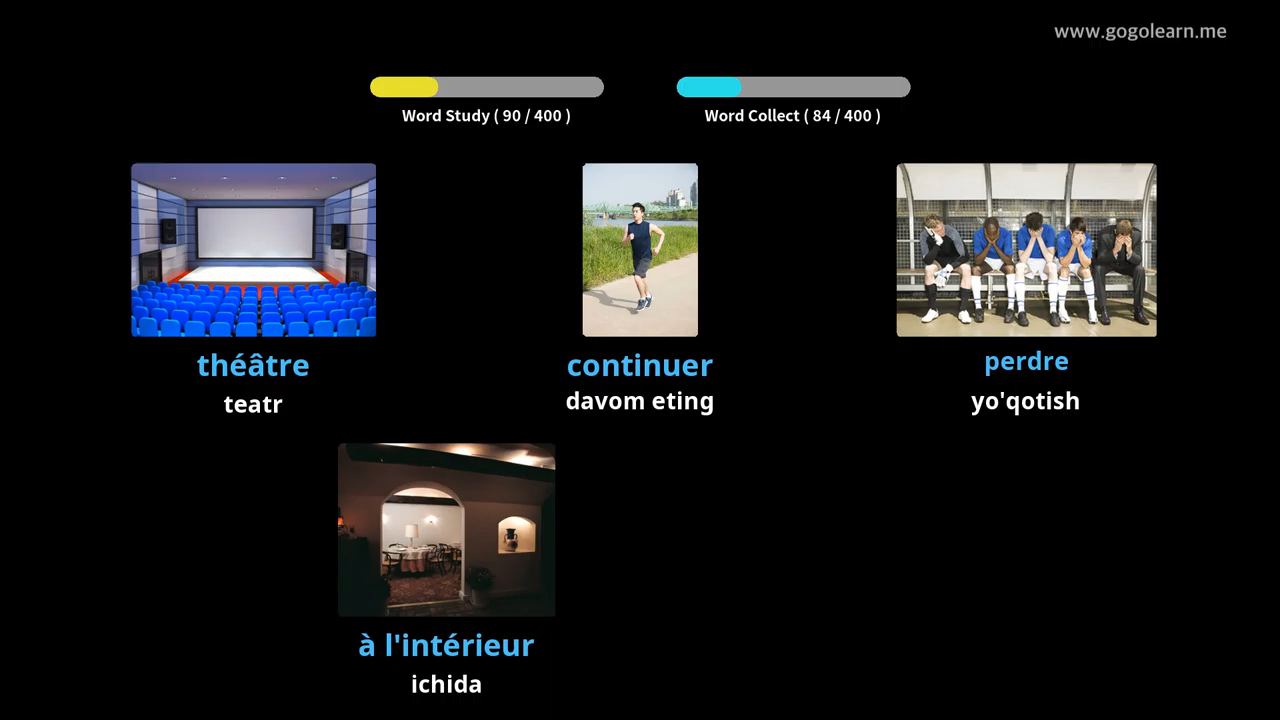 www.gogolearn.me
Word Study ( 90 / 400 )
Word Collect ( 84 / 400 )
théâtre
teatr
continuer
davom eting
perdre
yo'qotish
à l'intérieur
ichida